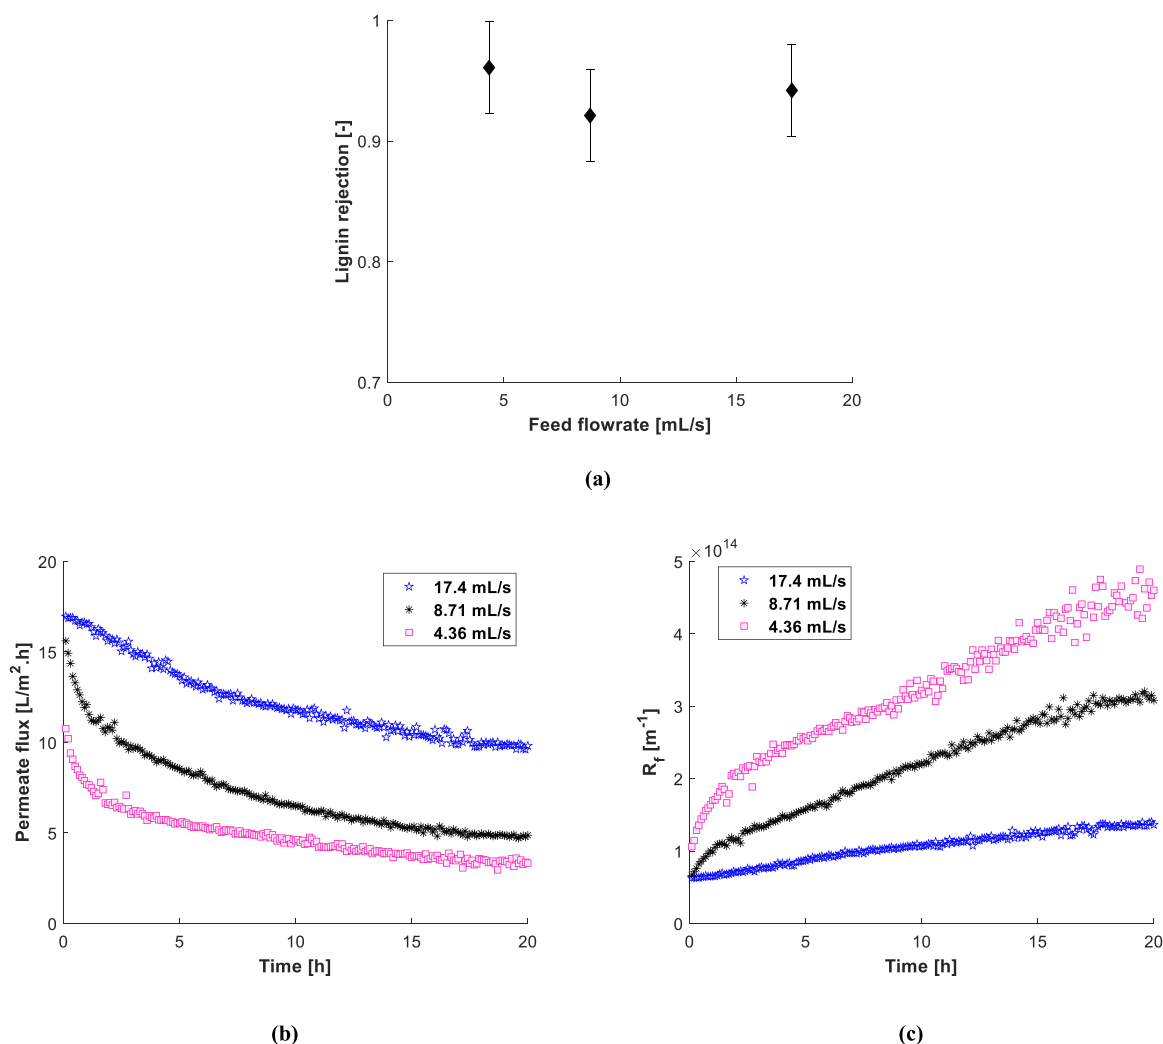 1
0.9
0.8
0.7
Lignin rejection [-]
0 5 10 15 20
Feed flowrate [mL/s]
(a)
20
15
10
5
0
Permeate flux [L/m².h]
17.4 mL/s
8.71 mL/s
4.36 mL/s
0 5 10 15 20
Time [h]
(b)
×10¹⁴
5
4
3
2
1
0
R_f [m⁻¹]
17.4 mL/s
8.71 mL/s
4.36 mL/s
0 5 10 15 20
Time [h]
(c)